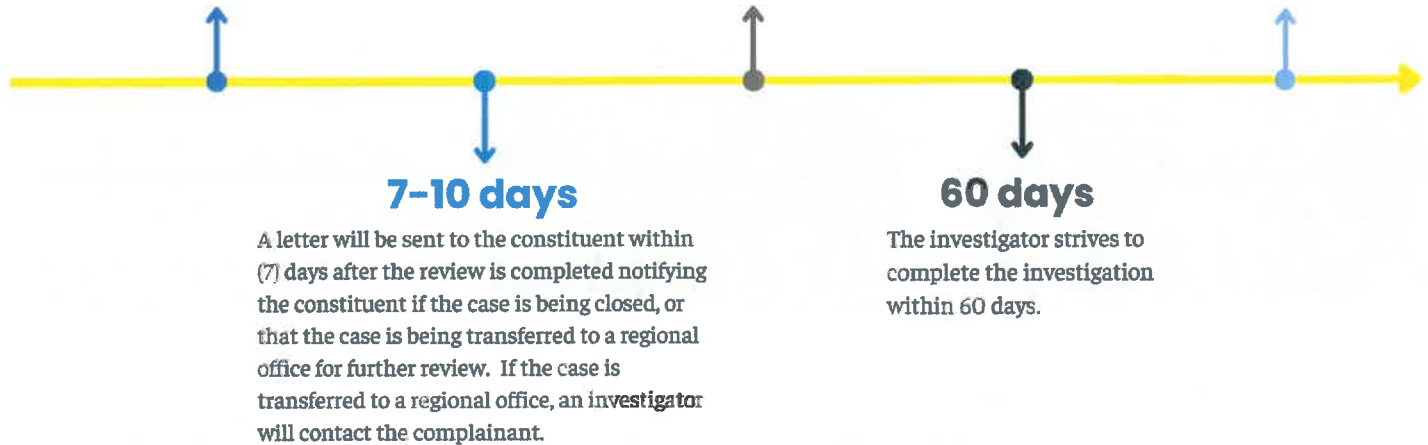 7-10 days
A letter will be sent to the constituent within
(7) days after the review is completed notifying
the constituent if the case is being closed, or
that the case is being transferred to a regional
office for further review. If the case is
transferred to a regional office, an investigator
will contact the complainant.
60 days
The investigator strives to
complete the investigation
within 60 days.